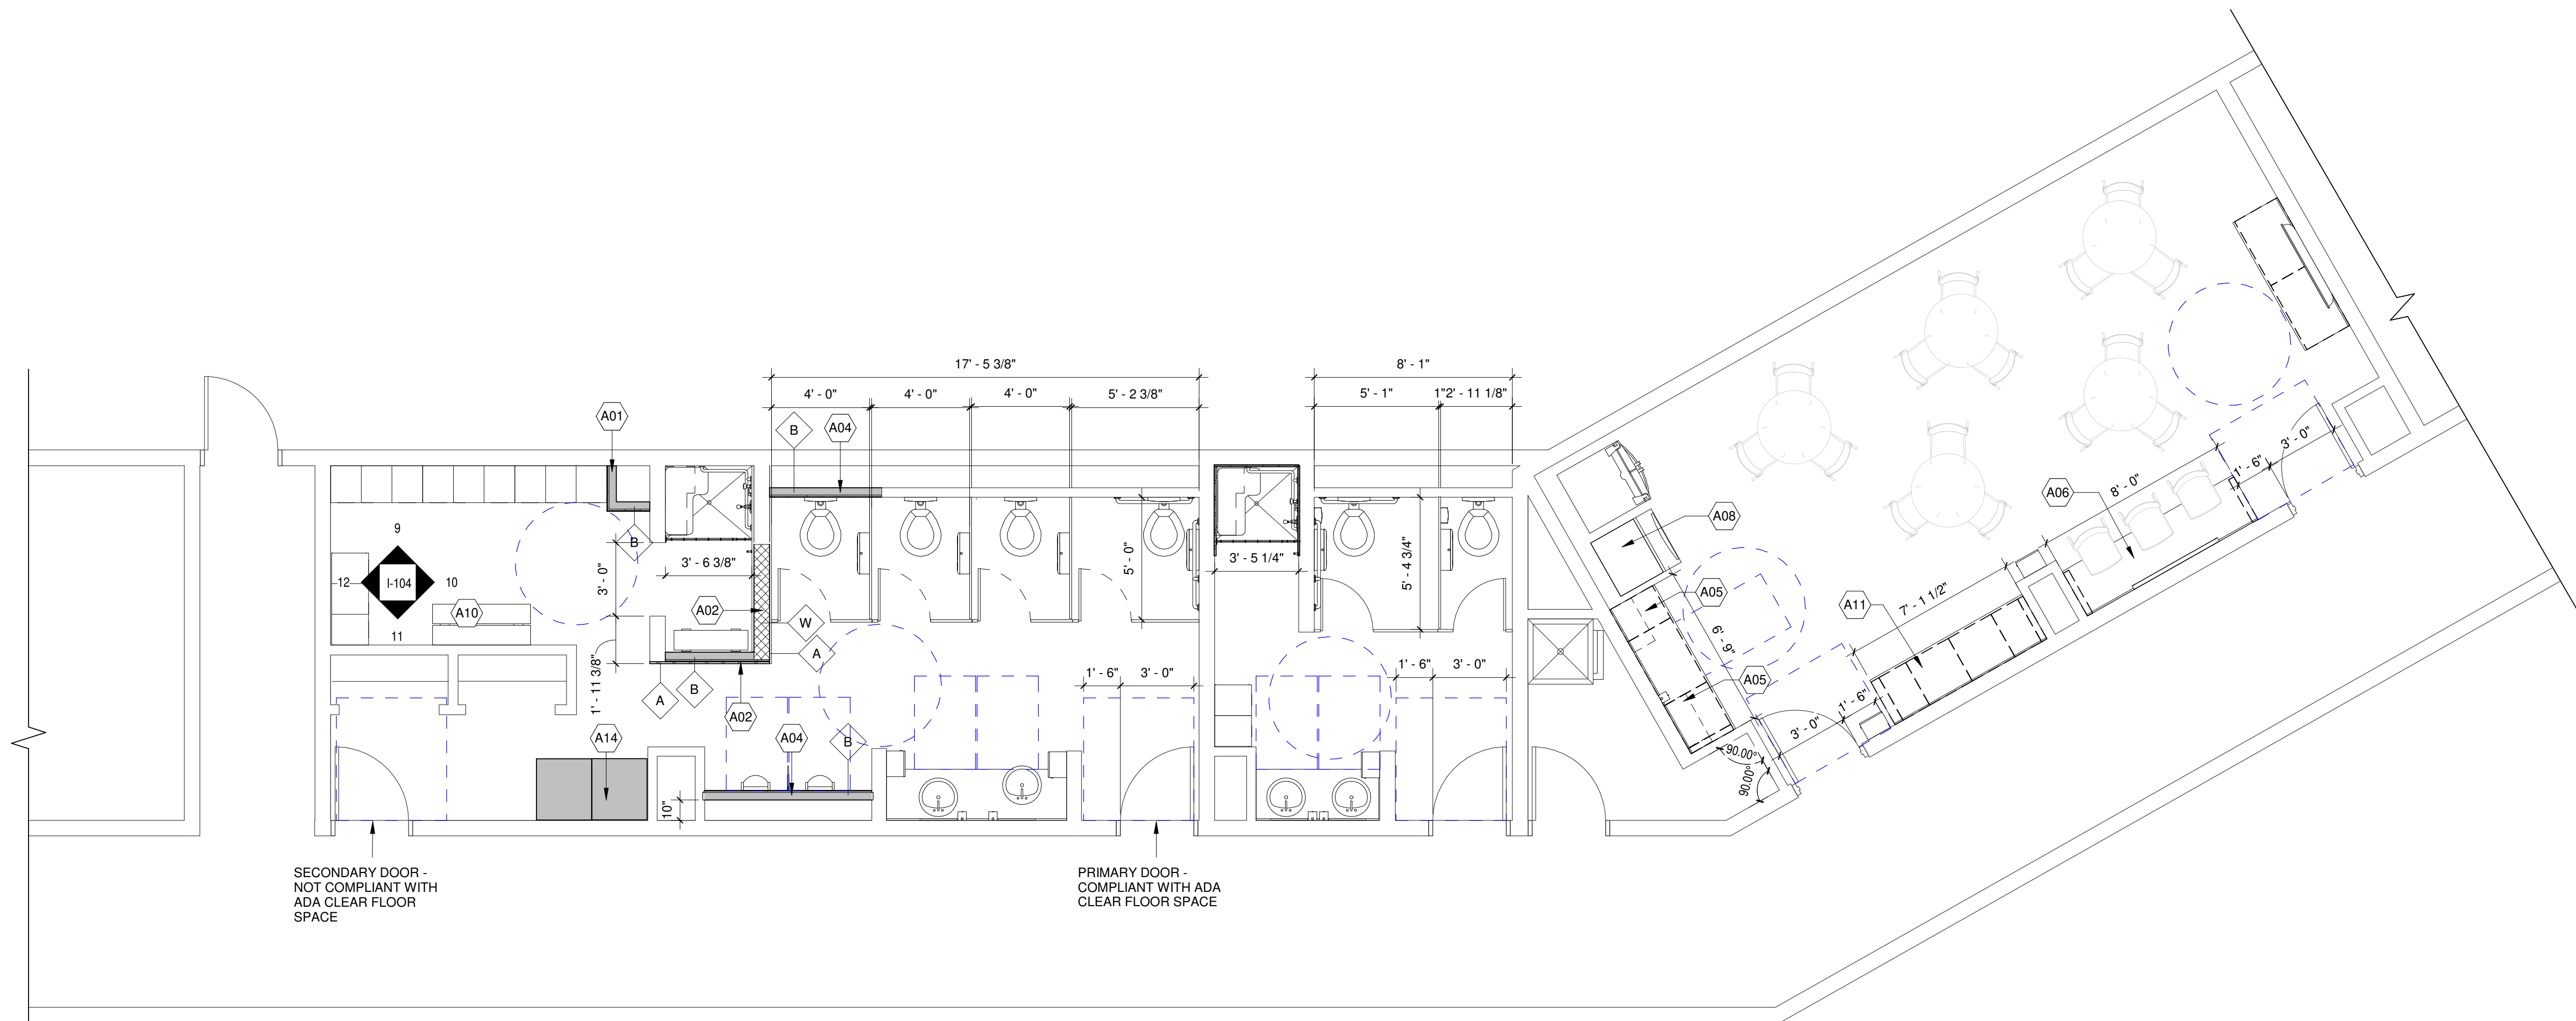 17' - 5 3/8"
8' - 1"
4' - 0"
4' - 0"
4' - 0"
5' - 2 3/8"
5' - 1"
1"
2' - 11 1/8"
A01
B
A04
3' - 0"
1' - 6"
8' - 0"
A06
A08
9
B
12
I-104
10
11
A10
3' - 0"
3' - 6 3/8"
A02
W
A
5' - 0"
3' - 5 1/4"
5' - 4 3/4"
A05
7' - 1 1/2"
A11
6' - 9"
1' - 11 3/8"
A
B
A02
A14
A04
B
10"
1' - 6"
3' - 0"
1' - 6"
3' - 0"
A05
1' - 6"
3' - 0"
90.00°
90.00°
SECONDARY DOOR -
NOT COMPLIANT WITH
ADA CLEAR FLOOR
SPACE
PRIMARY DOOR -
COMPLIANT WITH ADA
CLEAR FLOOR SPACE